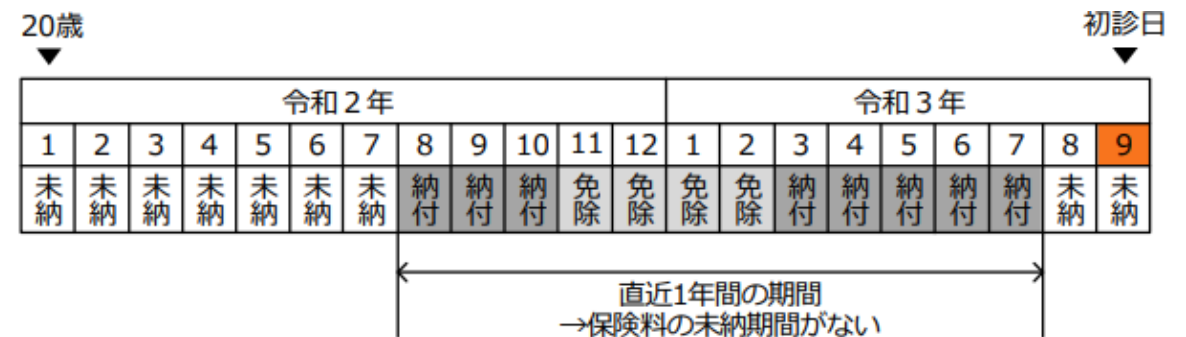 20歳 初診日
▼ ▼
令和2年 令和3年
1 2 3 4 5 6 7 8 9 10 11 12 1 2 3 4 5 6 7 8 9
未納 未納 未納 未納 未納 未納 未納 納付 納付 納付 免除 免除 免除 免除 納付 納付 納付 納付 納付 未納 未納
直近1年間の期間
→保険料の未納期間がない